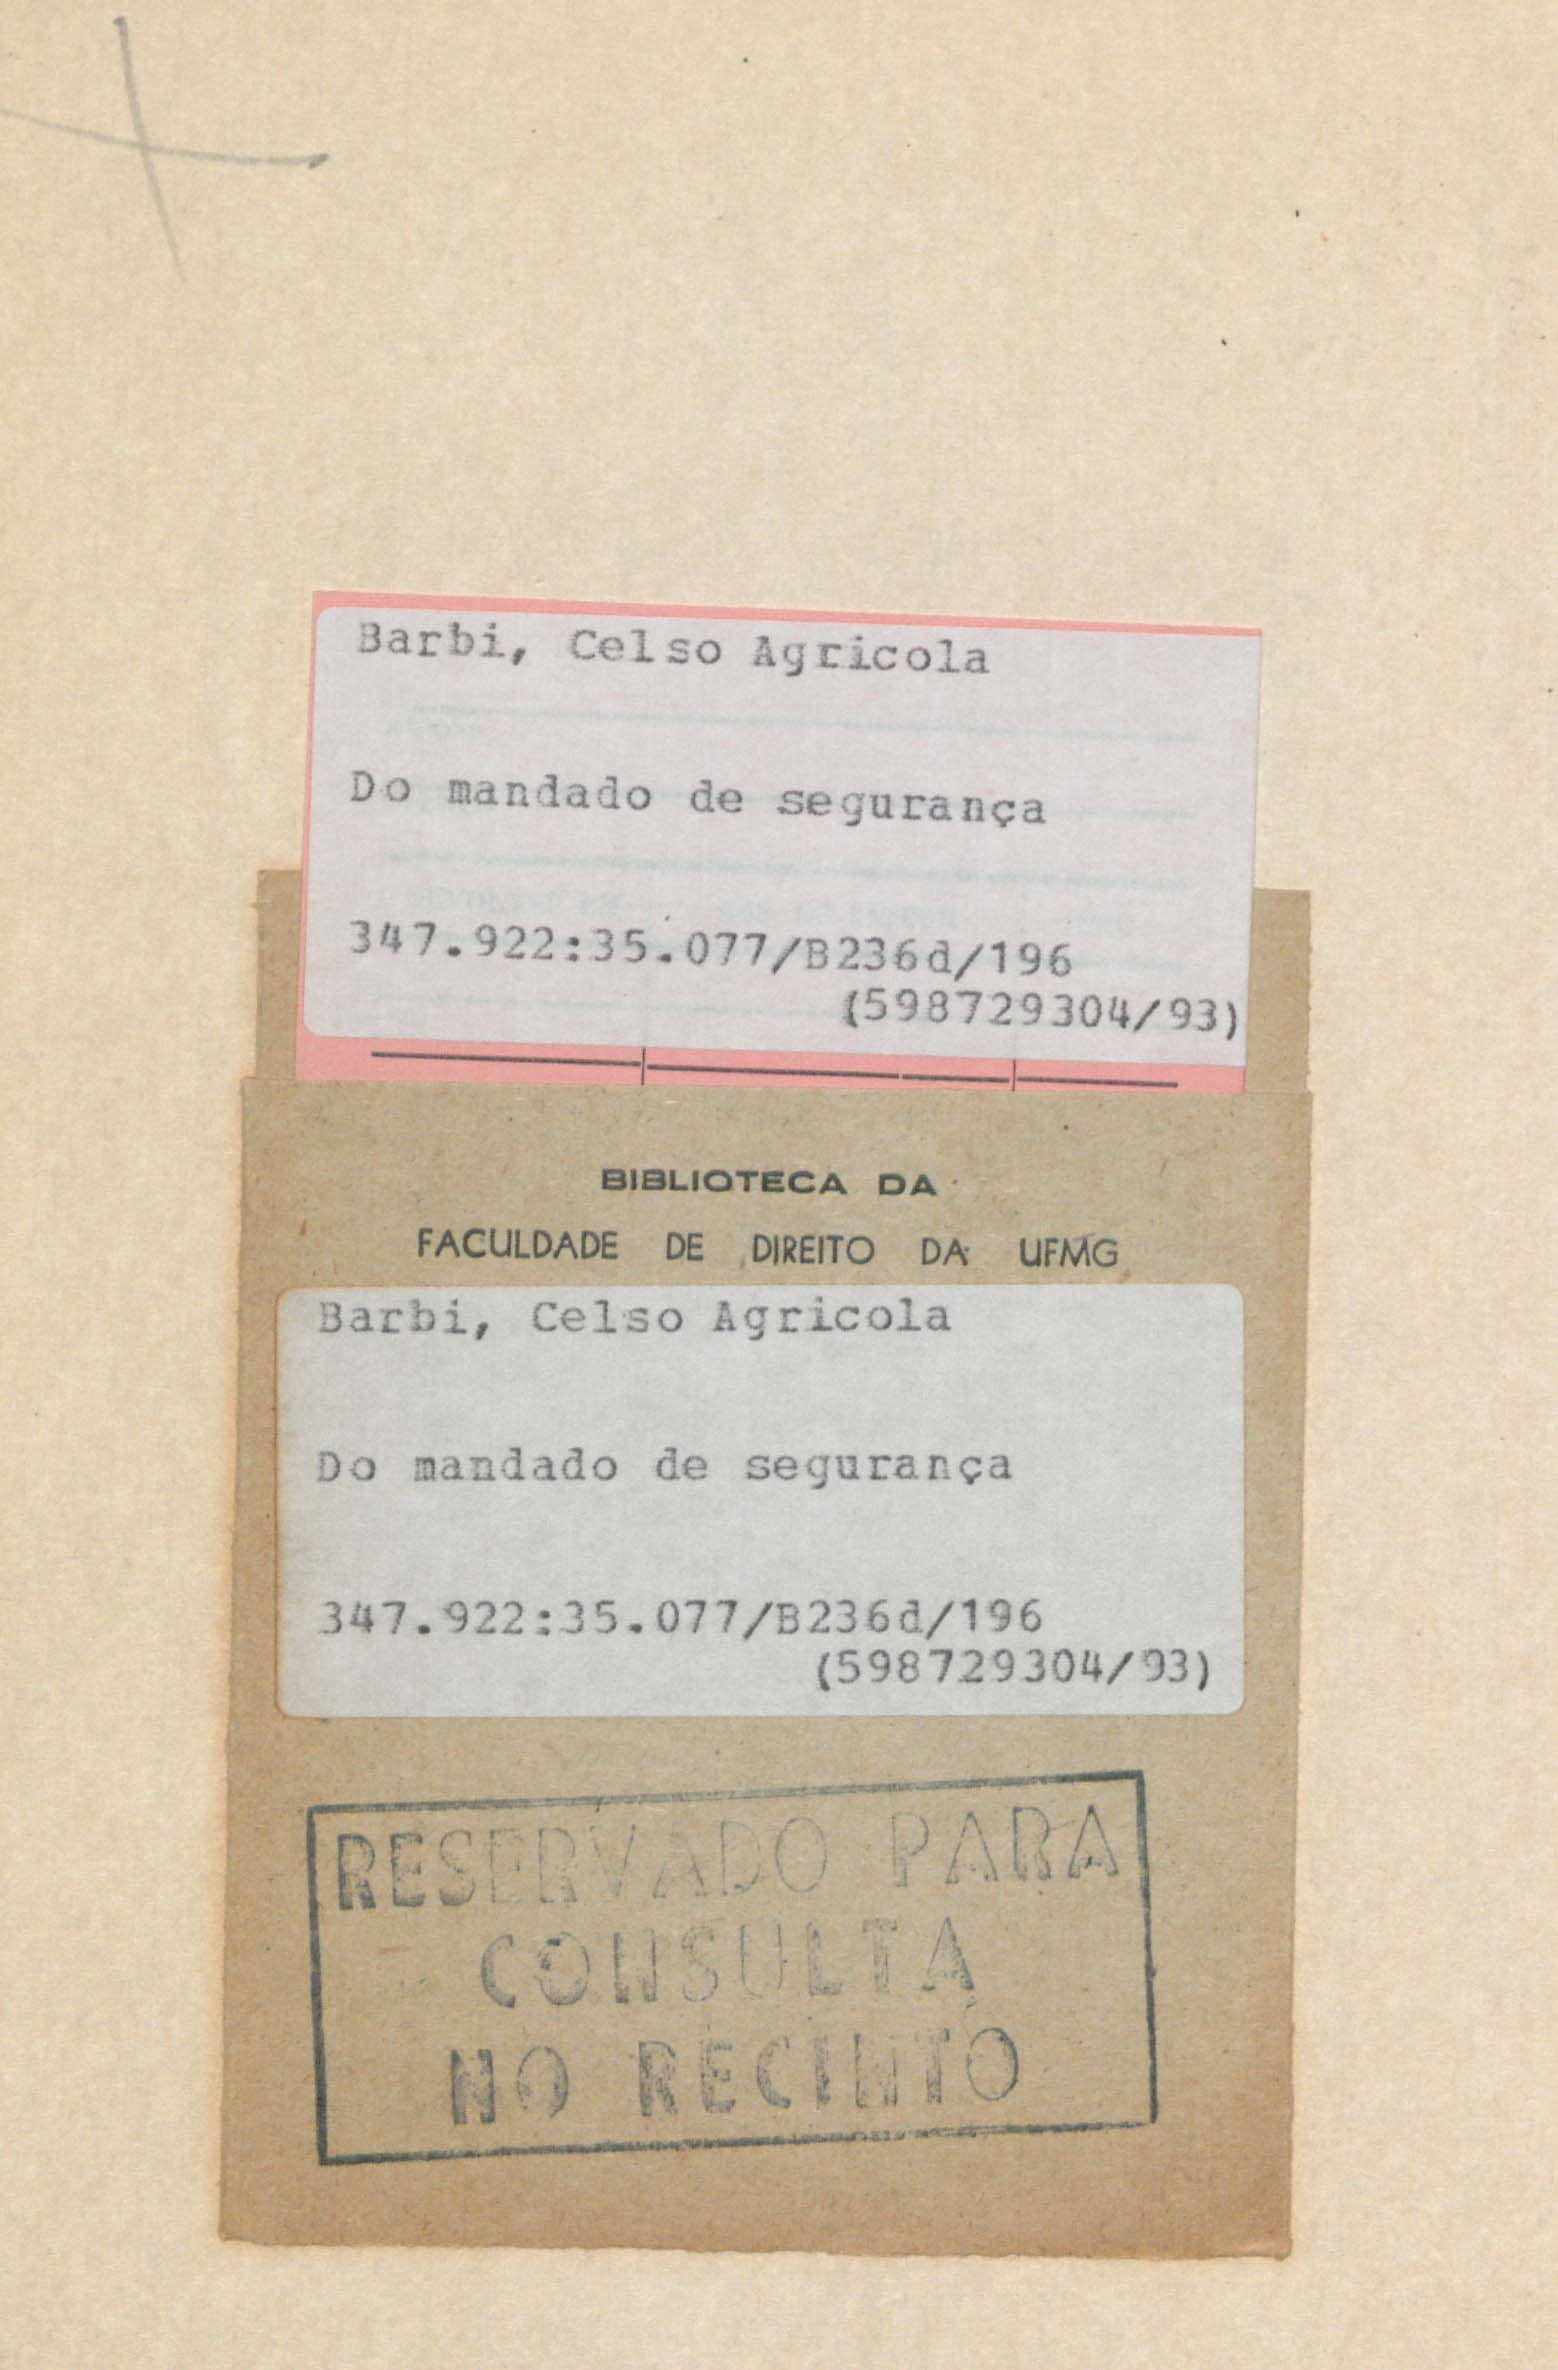 Barbi, Celso Agricola
Do mandado de segurança
347.922:35.077/B236d/196
(598729304/93)
BIBLIOTECA DA
FACULDADE DE DIREITO DA UFMG
Barbi, Celso Agricola
Do mandado de segurança
347.922:35.077/B236d/196
(598729304/93)
RESERVADO PARA
CONSULTA
NO RECINTO